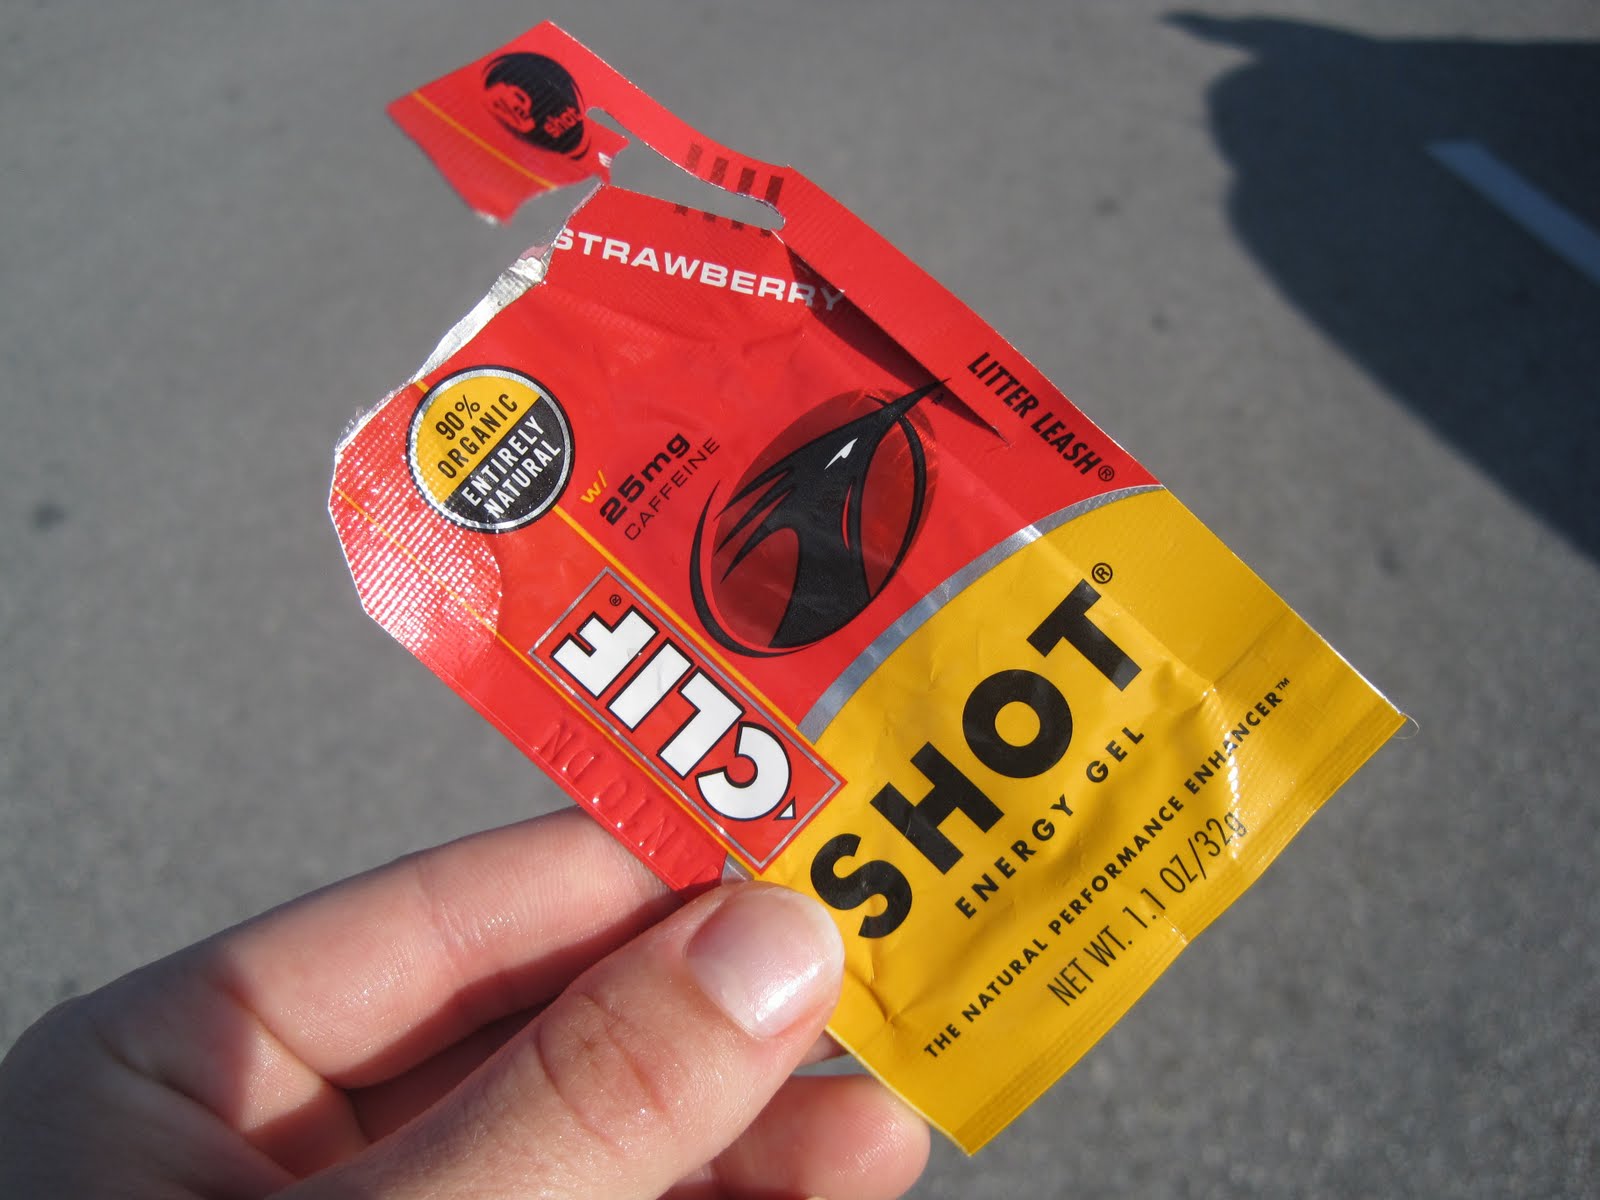 shot
STRAWBERRY
LITTER LEASH®
90%
ORGANIC
ENTIRELY
NATURAL
w/
25mg
CAFFEINE
CLIF®
SHOT®
ENERGY GEL
THE NATURAL PERFORMANCE ENHANCER™
NET WT. 1.1 OZ/32g